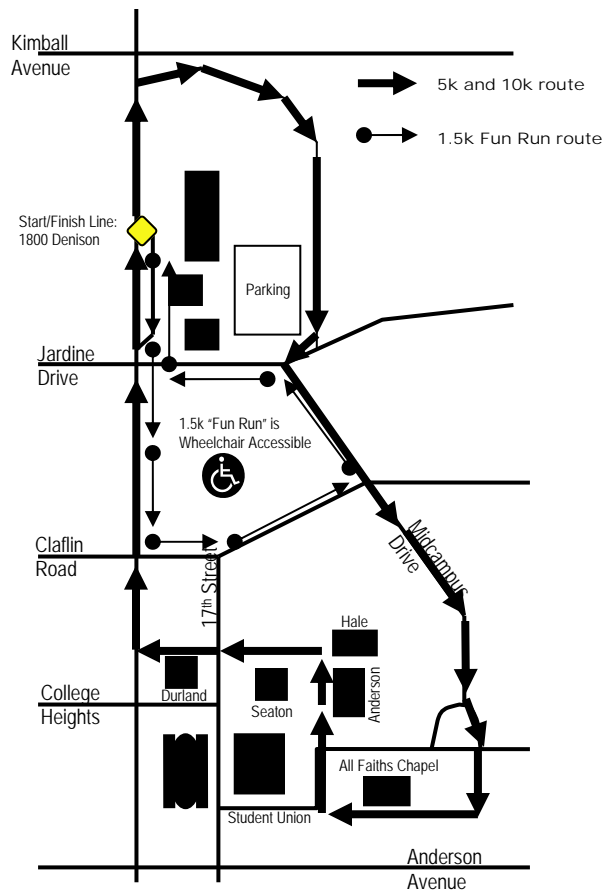 Kimball
Avenue
5k and 10k route
1.5k Fun Run route
Start/Finish Line:
1800 Denison
Parking
Jardine
Drive
1.5k "Fun Run" is
Wheelchair Accessible
Claflin
Road
17th Street
Midcampus
Drive
Hale
Durland
Seaton
Anderson
College
Heights
All Faiths Chapel
Student Union
Anderson
Avenue